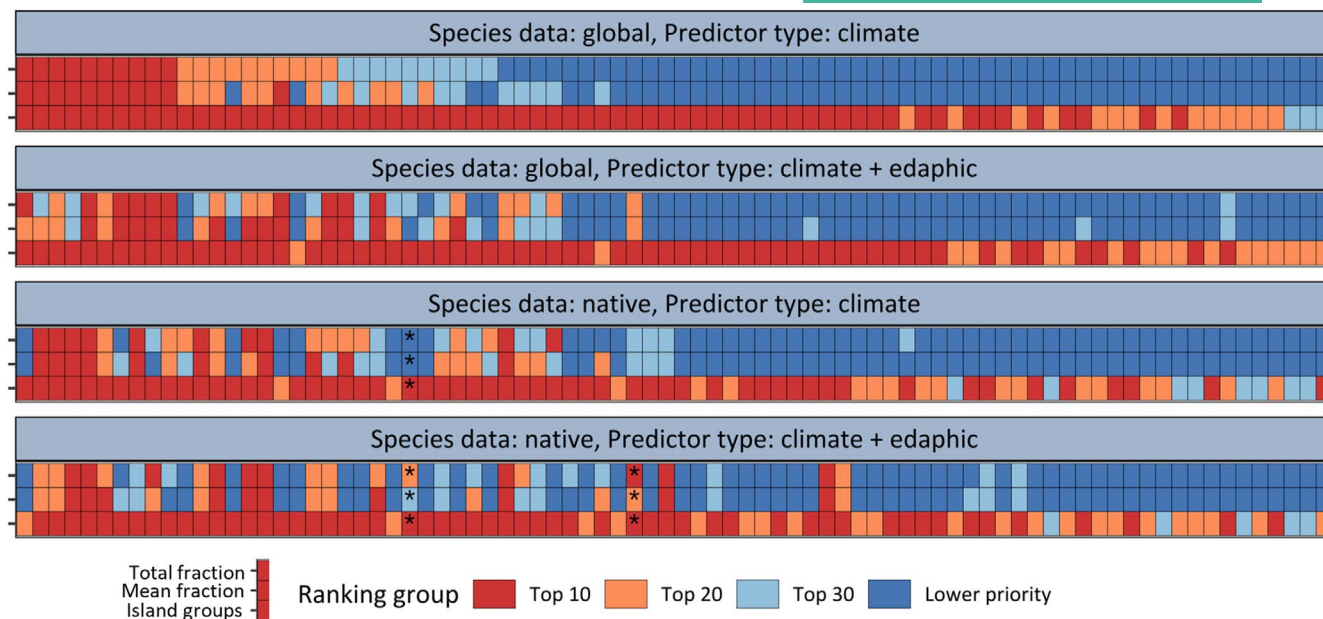 Species data: global, Predictor type: climate
Species data: global, Predictor type: climate + edaphic
Species data: native, Predictor type: climate
*
*
*
Species data: native, Predictor type: climate + edaphic
* *
* *
* *
Total fraction
Mean fraction
Island groups
Ranking group Top 10 Top 20 Top 30 Lower priority